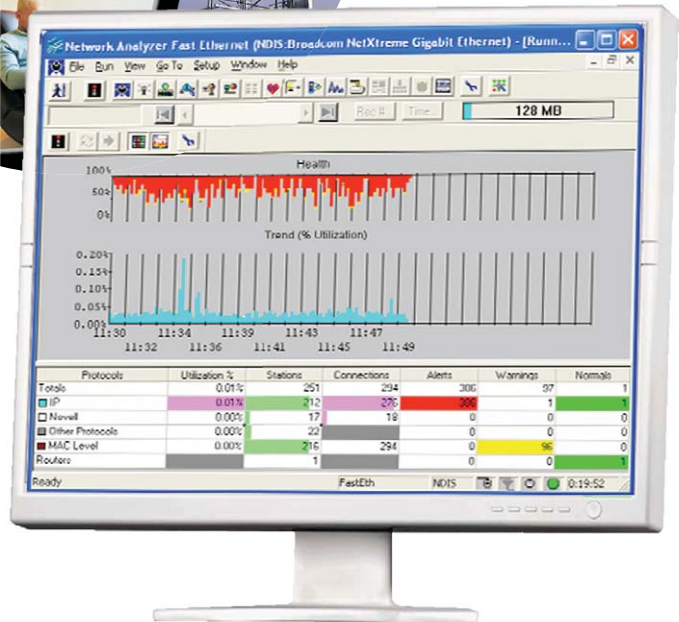 Network Analyzer Fast Ethernet (NDIS:Broadcom NetXtreme Gigabit Ethernet) - [Runn...
File Run View Go To Setup Window Help
Rec #... Time... 128 MB
Health
100%
50%
0%
Trend (% Utilization)
0.20%
0.15%
0.10%
0.05%
0.00%
11:30 11:34 11:39 11:43 11:47
11:32 11:36 11:41 11:45 11:49
Protocols Utilization % Stations Connections Alerts Warnings Normals
Totals 0.01% 251 294 306 97 1
IP 0.01% 212 276 306 1 1
Novell 0.00% 17 18 0 0 0
Other Protocols 0.00% 22 0 0 0
MAC Level 0.00% 216 294 0 96 0
Routers 1 0 0 1
Ready FastEth NDIS 0:19:52